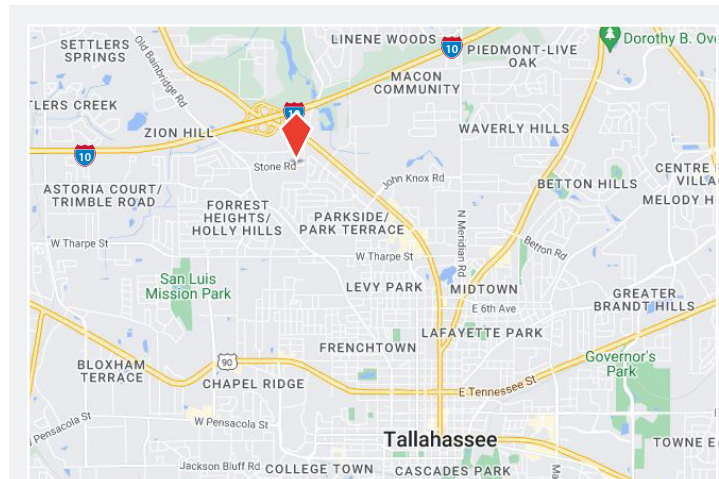 SETTLERS
SPRINGS
Old Bainbridge Rd
LINENE WOODS
10
PIEDMONT-LIVE
OAK
Dorothy B. Ove
MACON
COMMUNITY
TLERS CREEK
ZION HILL
10
WAVERLY HILLS
10
Stone Rd
John Knox Rd
CENTRE
VILLA
ASTORIA COURT/
TRIMBLE ROAD
BETTON HILLS
MELODY H
FORREST
HEIGHTS/
HOLLY HILLS
PARKSIDE/
PARK TERRACE
N Meridian Rd
W Tharpe St
W Tharpe St
Betton Rd
San Luis
Mission Park
LEVY PARK
MIDTOWN
E 6th Ave
GREATER
BRANDT HILLS
LAFAYETTE PARK
FRENCHTOWN
90
BLOXHAM
TERRACE
CHAPEL RIDGE
Governor's
Park
E Tennessee St
Pensacola St
W Pensacola St
Tallahassee
TOWNE E
Jackson Bluff Rd
COLLEGE TOWN
CASCADES PARK
Ma